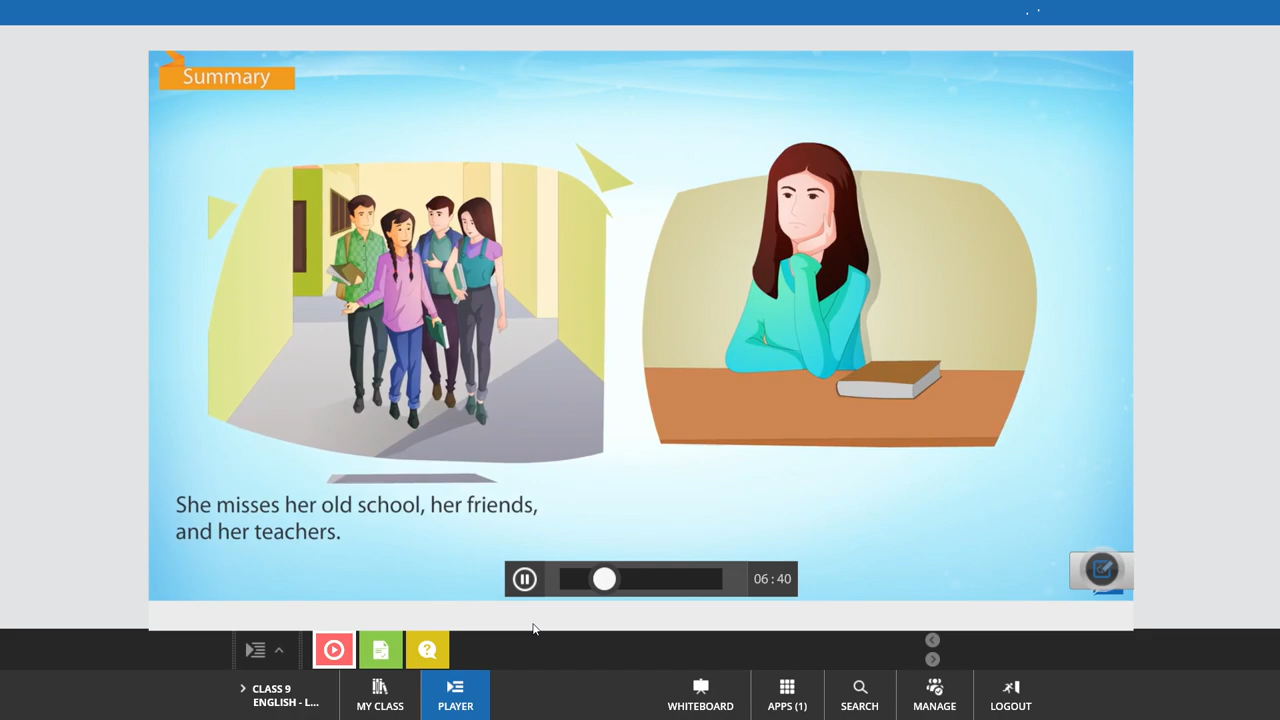 Summary
She misses her old school, her friends,
and her teachers.
06:40
CLASS 9
ENGLISH - L...
MY CLASS
PLAYER
WHITEBOARD
APPS (1)
SEARCH
MANAGE
LOGOUT